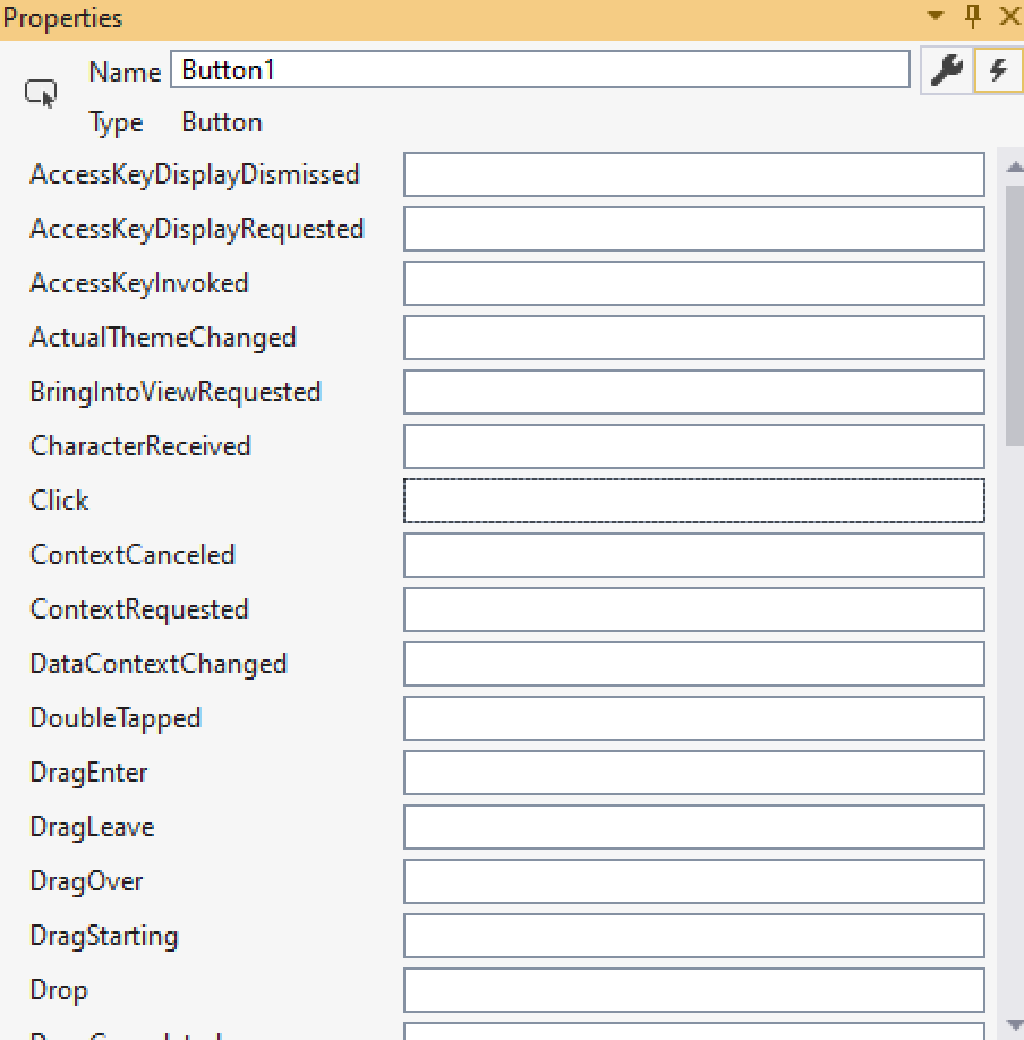 Properties
Name Button1
Type Button
AccessKeyDisplayDismissed
AccessKeyDisplayRequested
AccessKeyInvoked
ActualThemeChanged
BringIntoViewRequested
CharacterReceived
Click
ContextCanceled
ContextRequested
DataContextChanged
DoubleTapped
DragEnter
DragLeave
DragOver
DragStarting
Drop